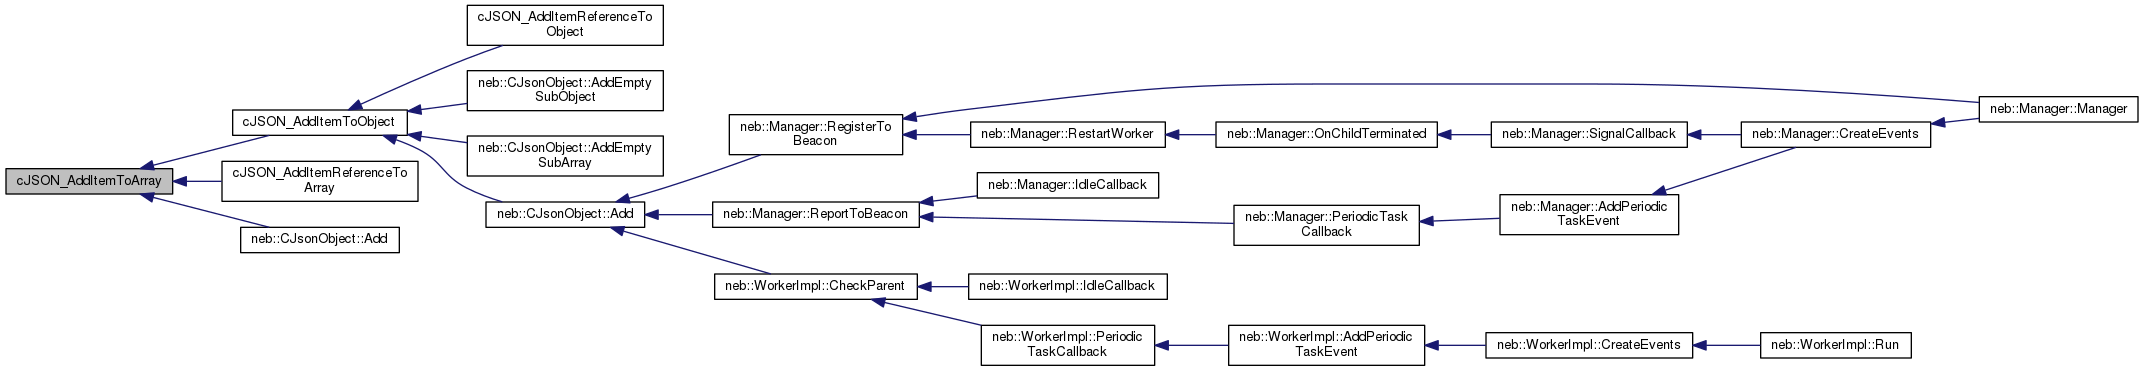 cJSON_AddItemToArray
cJSON_AddItemToObject
cJSON_AddItemReferenceTo
Array
neb::CJsonObject::Add
cJSON_AddItemReferenceTo
Object
neb::CJsonObject::AddEmpty
SubObject
neb::CJsonObject::AddEmpty
SubArray
neb::CJsonObject::Add
neb::Manager::RegisterTo
Beacon
neb::Manager::ReportToBeacon
neb::WorkerImpl::CheckParent
neb::Manager::RestartWorker
neb::Manager::IdleCallback
neb::WorkerImpl::IdleCallback
neb::WorkerImpl::Periodic
TaskCallback
neb::Manager::OnChildTerminated
neb::Manager::PeriodicTask
Callback
neb::WorkerImpl::AddPeriodic
TaskEvent
neb::Manager::SignalCallback
neb::Manager::AddPeriodic
TaskEvent
neb::WorkerImpl::CreateEvents
neb::Manager::CreateEvents
neb::WorkerImpl::Run
neb::Manager::Manager